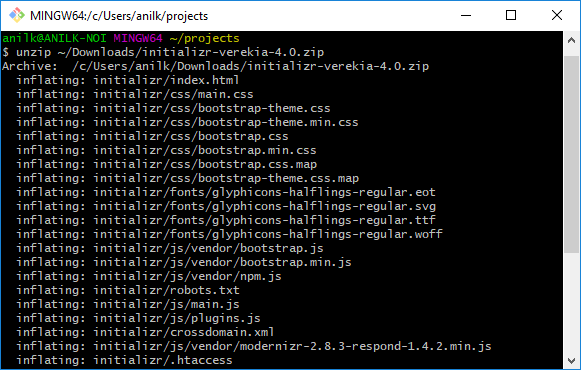 MINGW64:/c/Users/anilk/projects
anilk@ANILK-NOI MINGW64 ~/projects
$ unzip ~/Downloads/initializr-verekia-4.0.zip
Archive:  /c/Users/anilk/Downloads/initializr-verekia-4.0.zip
  inflating: initializr/index.html
  inflating: initializr/css/main.css
  inflating: initializr/css/bootstrap-theme.css
  inflating: initializr/css/bootstrap-theme.min.css
  inflating: initializr/css/bootstrap.css
  inflating: initializr/css/bootstrap.min.css
  inflating: initializr/css/bootstrap.css.map
  inflating: initializr/css/bootstrap-theme.css.map
  inflating: initializr/fonts/glyphicons-halflings-regular.eot
  inflating: initializr/fonts/glyphicons-halflings-regular.svg
  inflating: initializr/fonts/glyphicons-halflings-regular.ttf
  inflating: initializr/fonts/glyphicons-halflings-regular.woff
  inflating: initializr/js/vendor/bootstrap.js
  inflating: initializr/js/vendor/bootstrap.min.js
  inflating: initializr/js/vendor/npm.js
  inflating: initializr/robots.txt
  inflating: initializr/js/main.js
  inflating: initializr/js/plugins.js
  inflating: initializr/crossdomain.xml
  inflating: initializr/js/vendor/modernizr-2.8.3-respond-1.4.2.min.js
  inflating: initializr/.htaccess